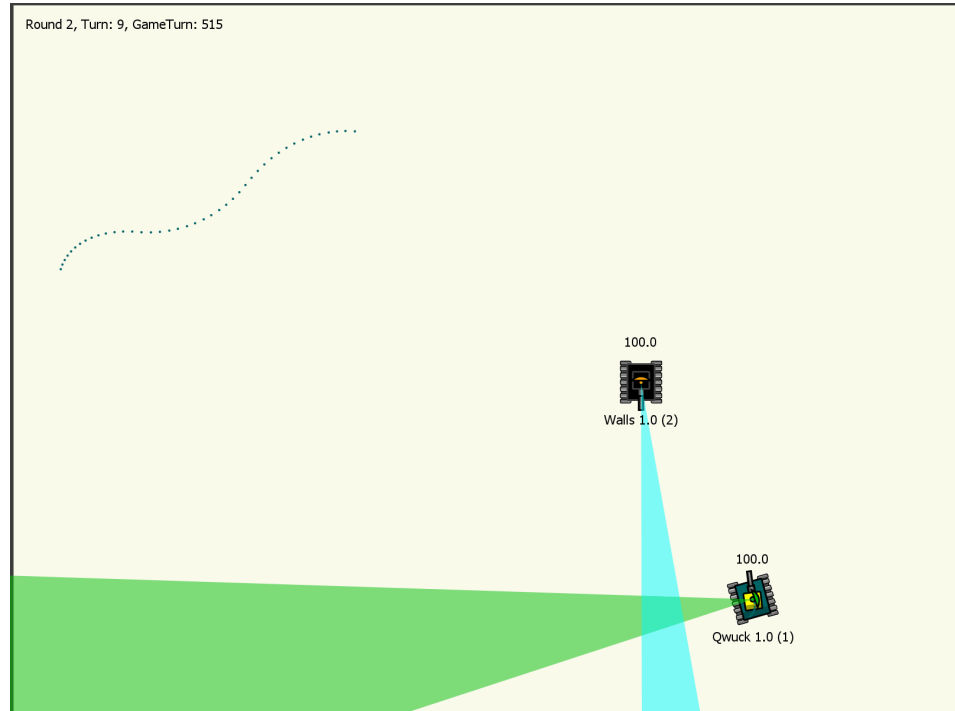 Round 2, Turn: 9, GameTurn: 515
100.0
Walls 1.0 (2)
100.0
Qwuck 1.0 (1)